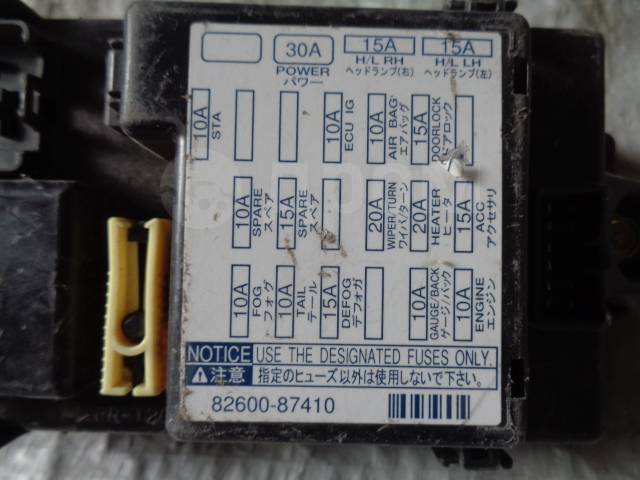 30A
POWER
パワー
15A
H/L RH
ヘッドランプ(右)
15A
H/L LH
ヘッドランプ(左)
10A
STA
10A
ECU IG
10A
AIR BAG
エアバッグ
15A
DOORLOCK
ドアロック
10A
SPARE
スペア
15A
SPARE
スペア
20A
WIPER/TURN
ワイパ/ターン
20A
HEATER
ヒータ
15A
ACC
アクセサリ
10A
FOG
フォグ
10A
TAIL
テール
15A
DEFOG
デフォガ
10A
GAUGE/BACK
ゲージ/バック
10A
ENGINE
エンジン
NOTICE USE THE DESIGNATED FUSES ONLY.
注意 指定のヒューズ以外は使用しないで下さい。
82600-87410